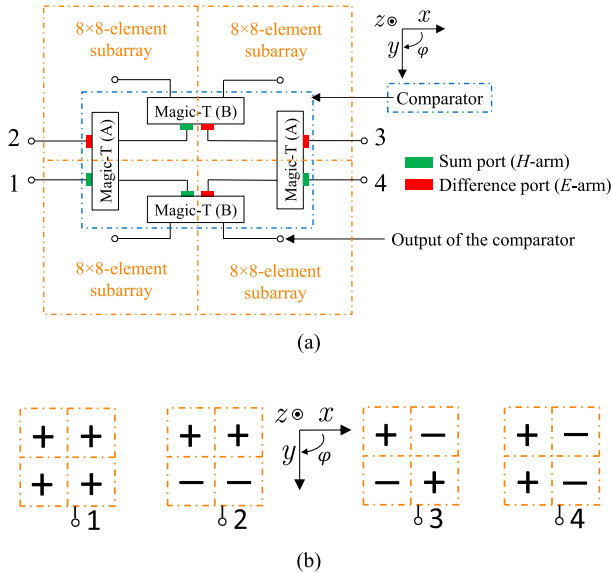 8×8-element
subarray
8×8-element
subarray
z x
y φ
Magic-T (B)
Comparator
Magic-T (A)
Magic-T (A)
2
3
1
4
Sum port (H-arm)
Difference port (E-arm)
Magic-T (B)
Output of the comparator
8×8-element
subarray
8×8-element
subarray
(a)
+ +
− −
z x
y φ
+ +
+ +
+ −
− +
+ −
+ −
1
2
3
4
(b)